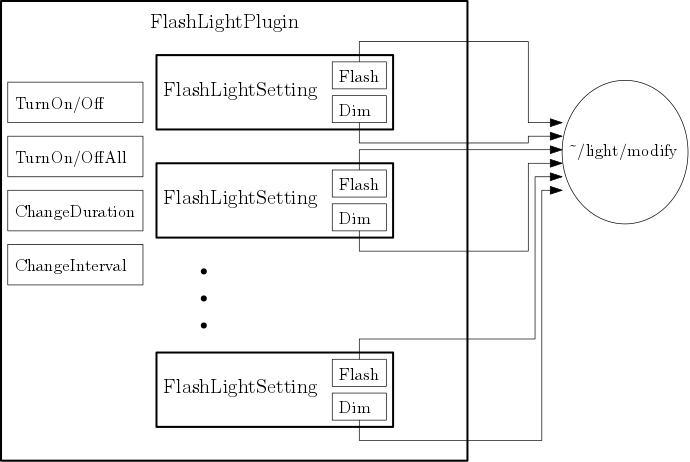 FlashLightPlugin
TurnOn/Off
TurnOn/OffAll
ChangeDuration
ChangeInterval
FlashLightSetting
Flash
Dim
FlashLightSetting
Flash
Dim
FlashLightSetting
Flash
Dim
~/light/modify